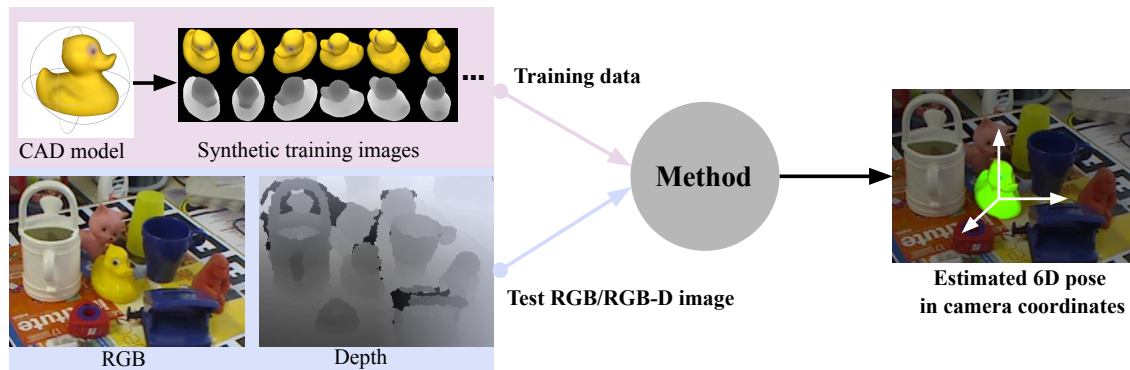 CAD model
Synthetic training images
...
Training data
Method
RGB
Depth
Test RGB/RGB-D image
Estimated 6D pose
in camera coordinates